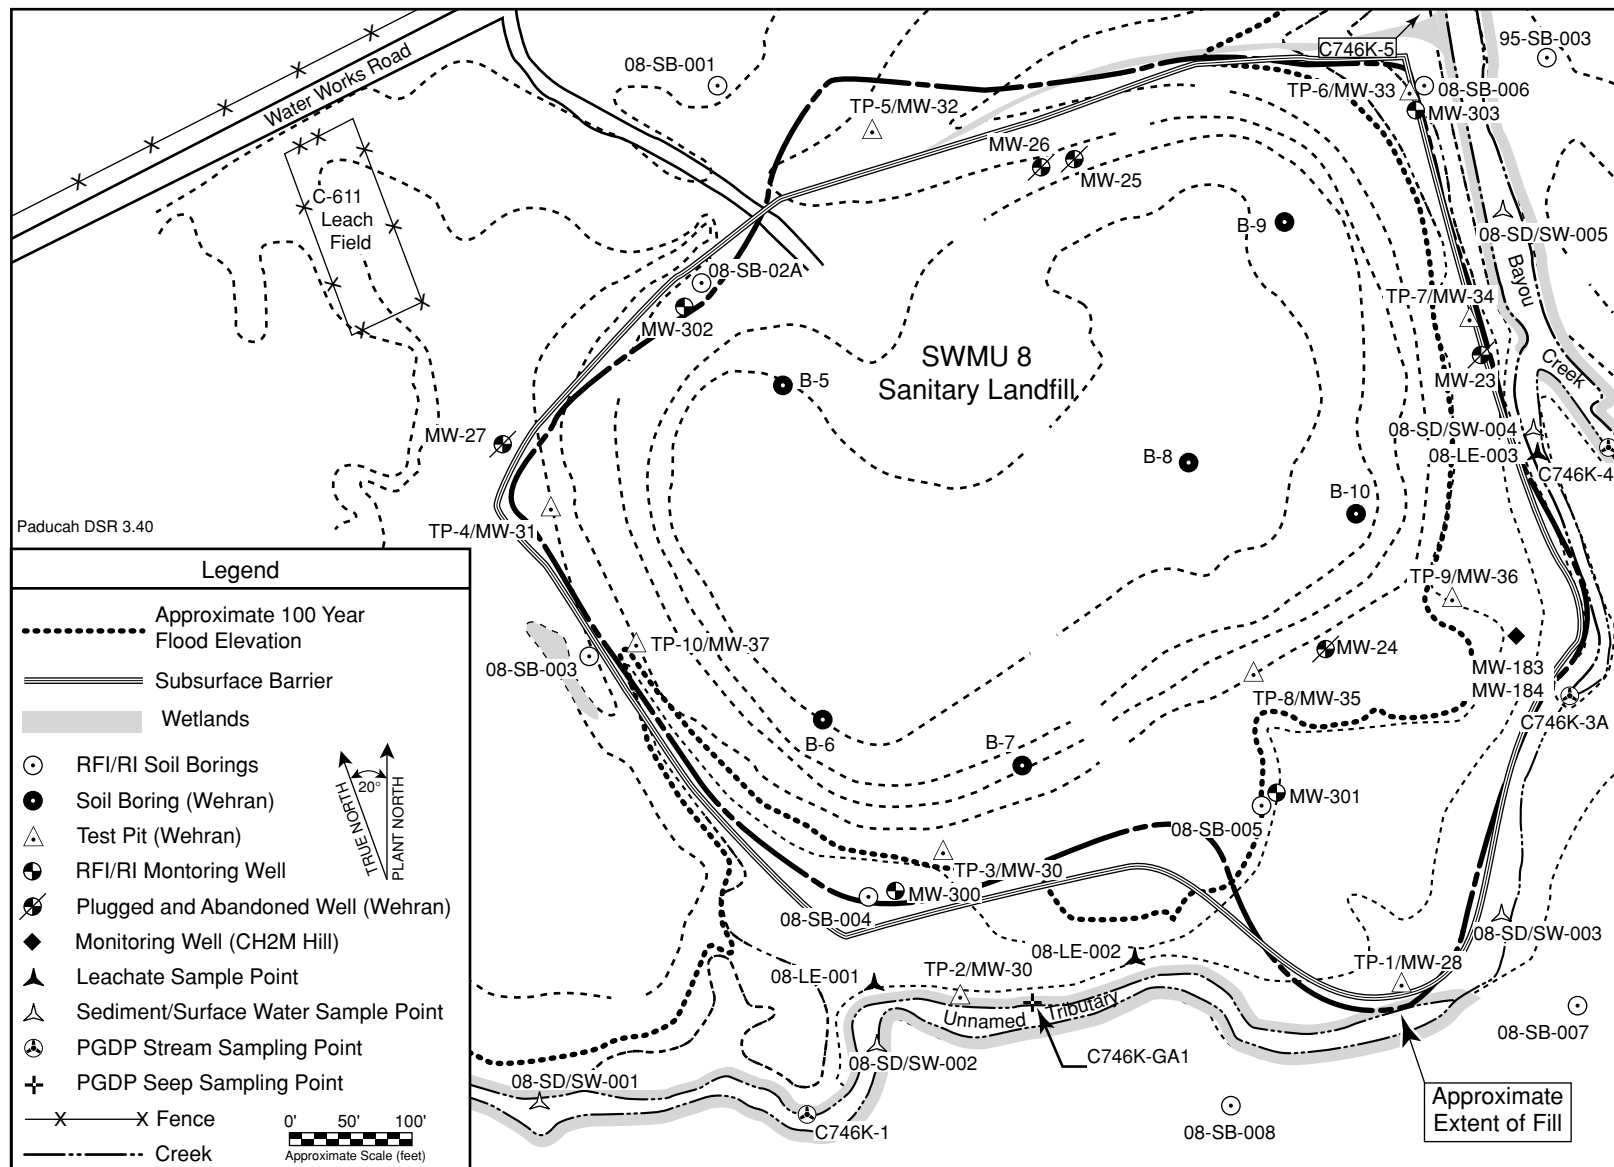 C746K-5
95-SB-003
08-SB-001
Water Works Road
TP-5/MW-32
TP-6/MW-33
08-SB-006
MW-303
MW-26
MW-25
C-611
Leach
Field
B-9
08-SD/SW-005
Bayou
08-SB-02A
TP-7/MW-34
MW-302
SWMU 8
Sanitary Landfill
MW-23
Creek
B-5
MW-27
08-SD/SW-004
B-8
08-LE-003
C746K-4
B-10
Paducah DSR 3.40
TP-4/MW-31
TP-9/MW-36
TP-10/MW-37
MW-24
08-SB-003
MW-183
MW-184
TP-8/MW-35
C746K-3A
B-6
B-7
MW-301
08-SB-005
TP-3/MW-30
MW-300
08-SB-004
08-SD/SW-003
08-LE-002
TP-1/MW-28
08-LE-001
TP-2/MW-30
Unnamed Tributary
08-SB-007
C746K-GA1
08-SD/SW-002
08-SD/SW-001
C746K-1
08-SB-008
Approximate
Extent of Fill
Legend
Approximate 100 Year
Flood Elevation
Subsurface Barrier
Wetlands
RFI/RI Soil Borings
Soil Boring (Wehran)
Test Pit (Wehran)
RFI/RI Montoring Well
Plugged and Abandoned Well (Wehran)
Monitoring Well (CH2M Hill)
Leachate Sample Point
Sediment/Surface Water Sample Point
PGDP Stream Sampling Point
PGDP Seep Sampling Point
X X Fence
Creek
TRUE NORTH
20°
PLANT NORTH
0' 50' 100'
Approximate Scale (feet)